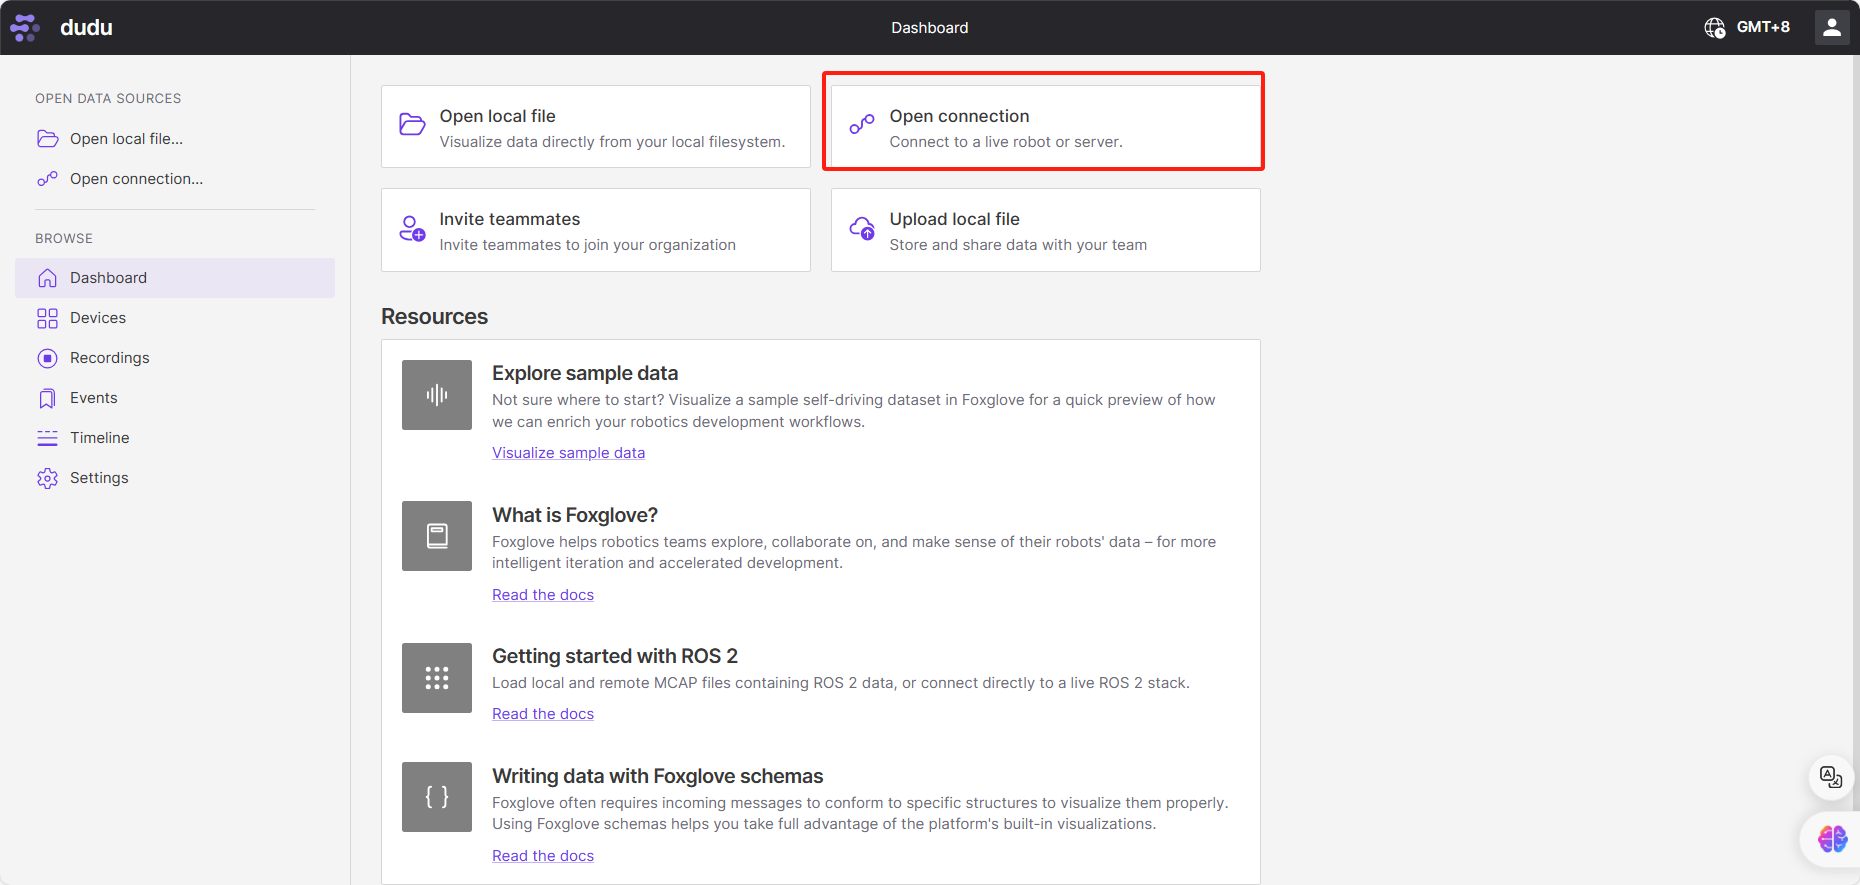 dudu
Dashboard
GMT+8
OPEN DATA SOURCES
Open local file...
Open connection...
BROWSE
Dashboard
Devices
Recordings
Events
Timeline
Settings
Open local file
Visualize data directly from your local filesystem.
Open connection
Connect to a live robot or server.
Invite teammates
Invite teammates to join your organization
Upload local file
Store and share data with your team
Resources
Explore sample data
Not sure where to start? Visualize a sample self-driving dataset in Foxglove for a quick preview of how
we can enrich your robotics development workflows.
Visualize sample data
What is Foxglove?
Foxglove helps robotics teams explore, collaborate on, and make sense of their robots' data – for more
intelligent iteration and accelerated development.
Read the docs
Getting started with ROS 2
Load local and remote MCAP files containing ROS 2 data, or connect directly to a live ROS 2 stack.
Read the docs
Writing data with Foxglove schemas
Foxglove often requires incoming messages to conform to specific structures to visualize them properly.
Using Foxglove schemas helps you take full advantage of the platform's built-in visualizations.
Read the docs